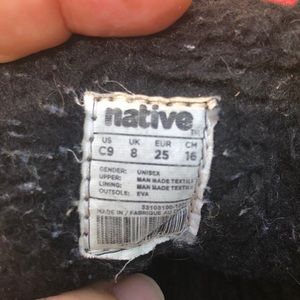 native
US UK EUR CM
C9 8 25 16
GENDER: UNISEX
UPPER: MAN MADE TEXTILE
LINING: MAN MADE TEXTILE
OUTSOLE: EVA
MADE IN / FABRIQUE AU